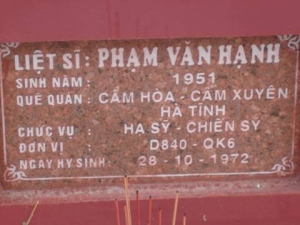 LIỆT SĨ : PHẠM VĂN HẠNH
SINH NĂM : 1951
QUÊ QUÁN : CẨM HÒA - CẨM XUYÊN
HÀ TĨNH
CHỨC VỤ : HẠ SỸ - CHIẾN SỸ
ĐƠN VỊ : D840 - QK6
NGÀY HY SINH : 28 - 10 - 1972